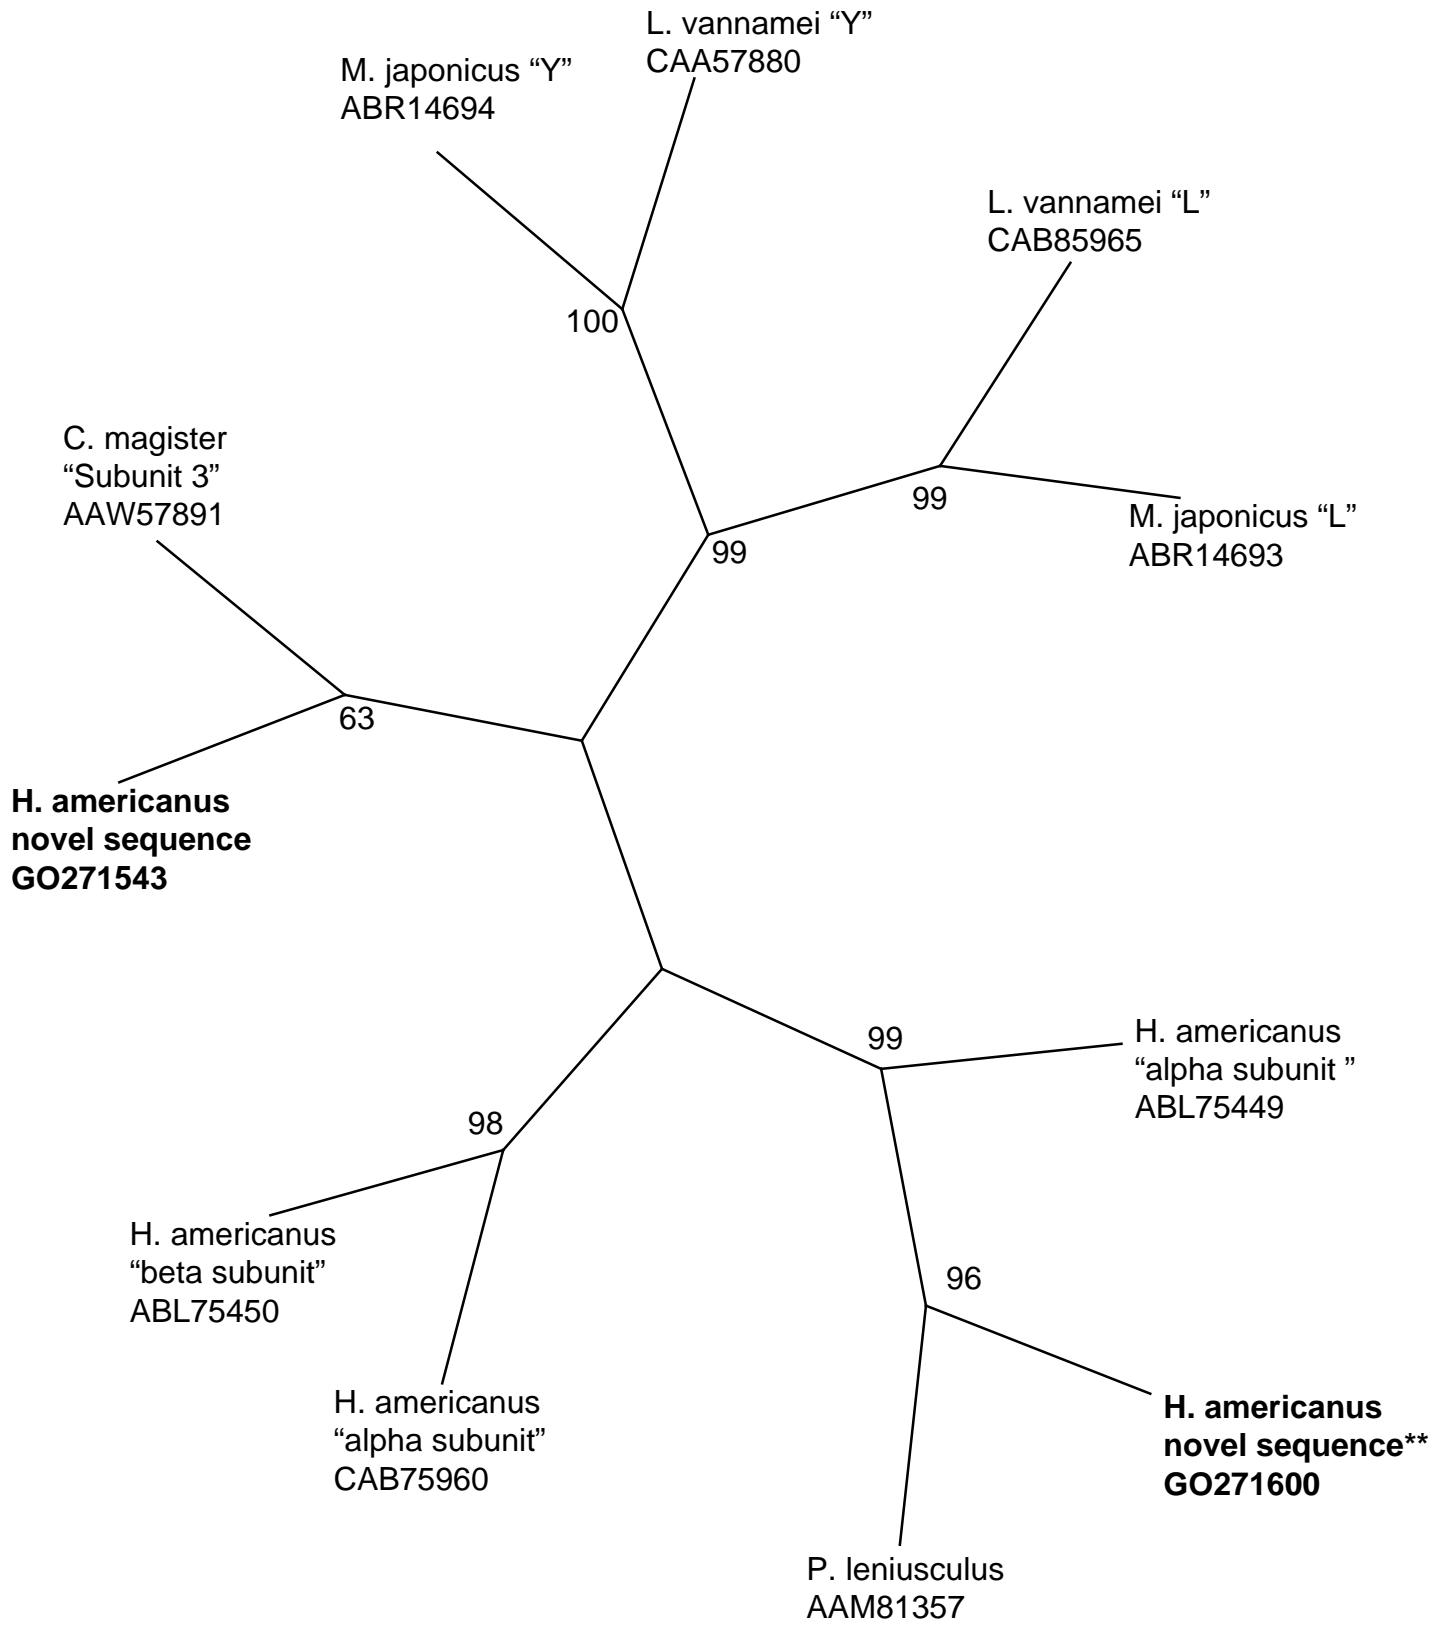 L. vannamei “Y”
CAA57880
M. japonicus “Y”
ABR14694
L. vannamei “L”
CAB85965
100
C. magister
“Subunit 3”
AAW57891
99
M. japonicus “L”
ABR14693
99
63
H. americanus
novel sequence
GO271543
99
H. americanus
“alpha subunit ”
ABL75449
98
H. americanus
“beta subunit”
ABL75450
96
H. americanus
“alpha subunit”
CAB75960
H. americanus
novel sequence**
GO271600
P. leniusculus
AAM81357